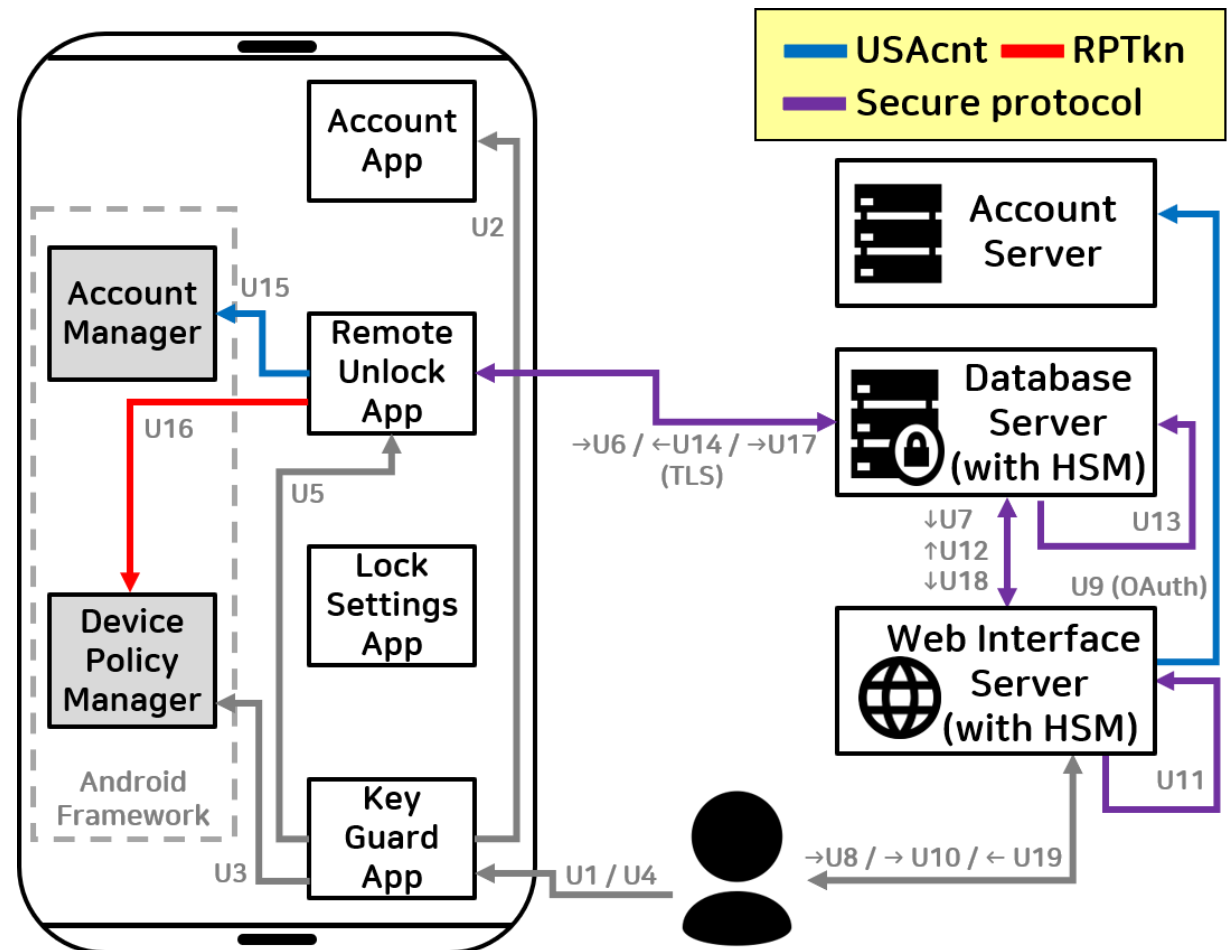 USAcnt
RPTkn
Secure protocol
Account
App
U2
Account
Server
Account
Manager
U15
Remote
Unlock
App
U16
→U6 / ←U14 / →U17
(TLS)
Database
Server
(with HSM)
U5
↓U7
↑U12
↓U18
U13
U9 (OAuth)
Lock
Settings
App
Device
Policy
Manager
Web Interface
Server
(with HSM)
U11
Android
Framework
Key
Guard
App
U3
U1 / U4
→U8 / → U10 / ← U19